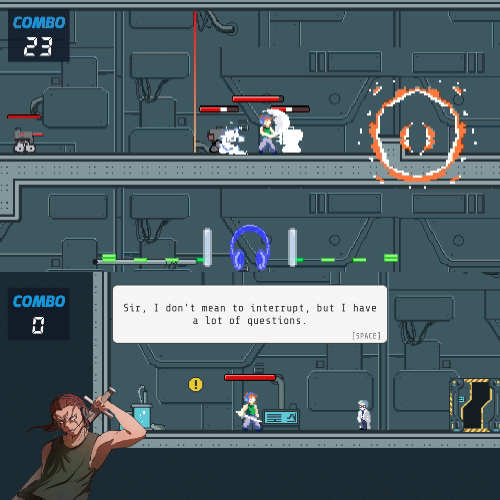 COMBO
23
COMBO
0
Sir, I don't mean to interrupt, but I have
a lot of questions.
[SPACE]